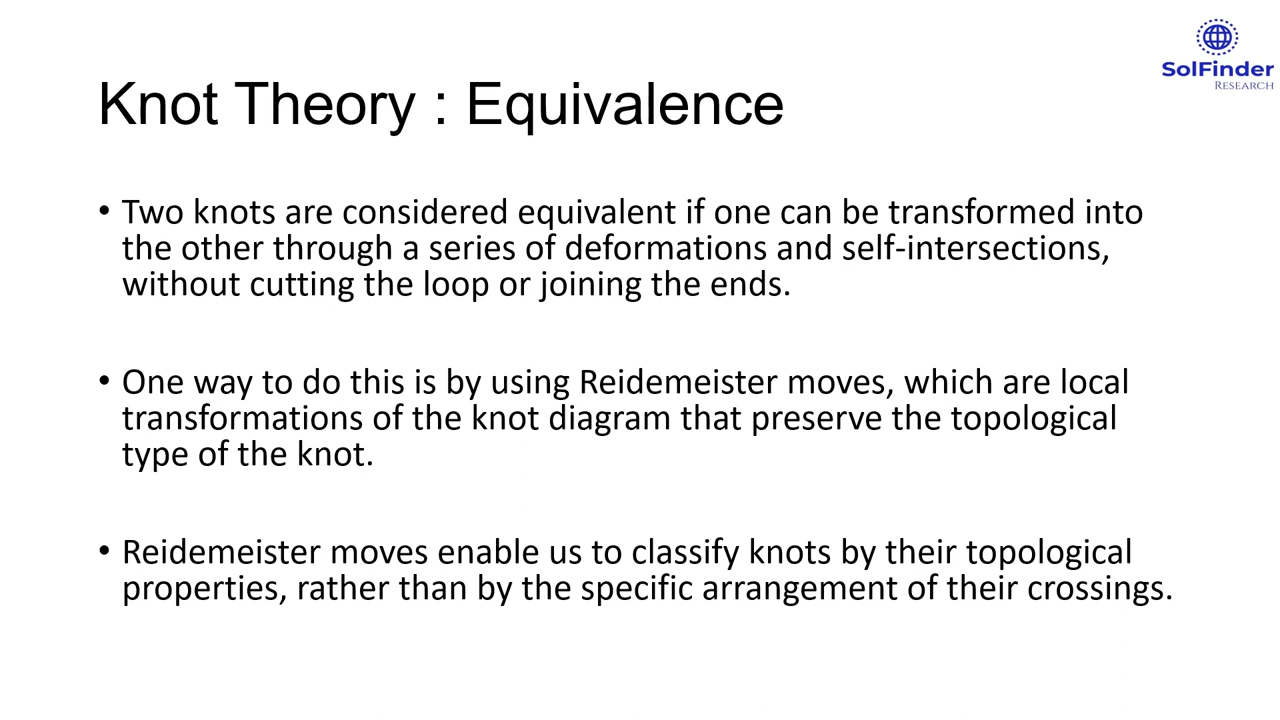 SolFinder
RESEARCH
Knot Theory : Equivalence
• Two knots are considered equivalent if one can be transformed into
the other through a series of deformations and self-intersections,
without cutting the loop or joining the ends.
• One way to do this is by using Reidemeister moves, which are local
transformations of the knot diagram that preserve the topological
type of the knot.
• Reidemeister moves enable us to classify knots by their topological
properties, rather than by the specific arrangement of their crossings.